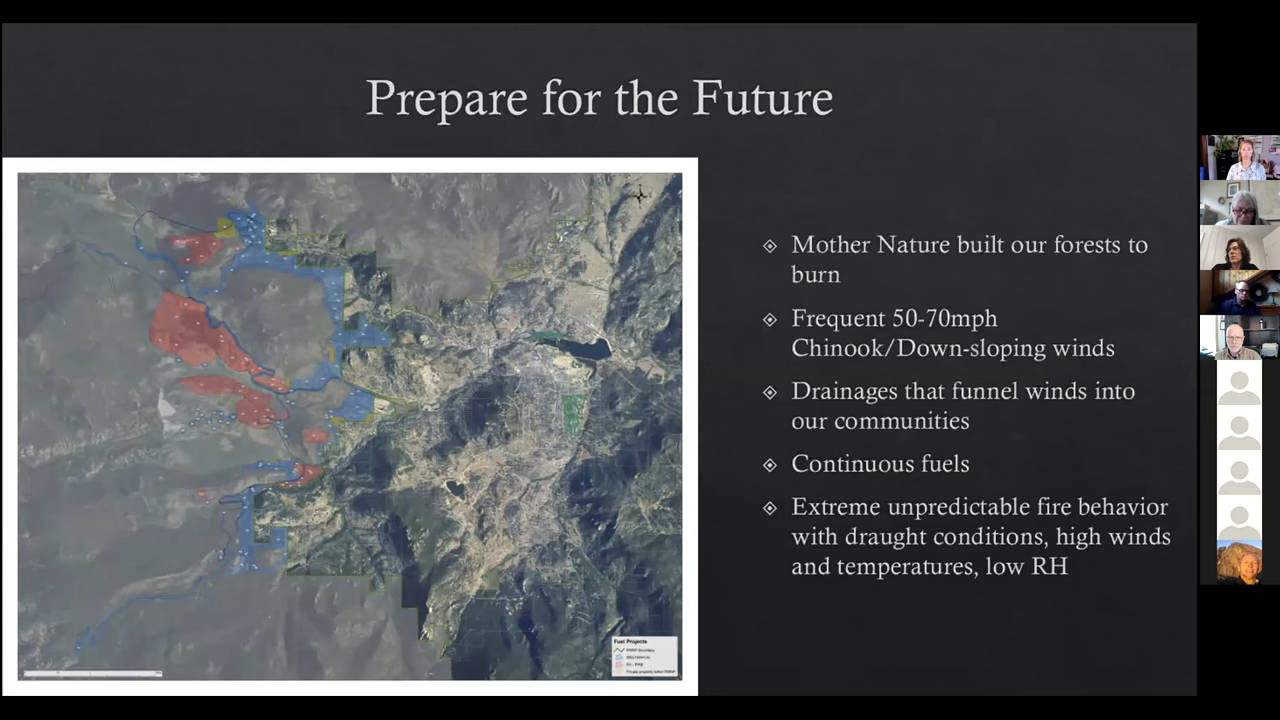 Prepare for the Future
Mother Nature built our forests to
burn
Frequent 50-70mph
Chinook/Down-sloping winds
Drainages that funnel winds into
our communities
Continuous fuels
Extreme unpredictable fire behavior
with draught conditions, high winds
and temperatures, low RH
Fuel Projects